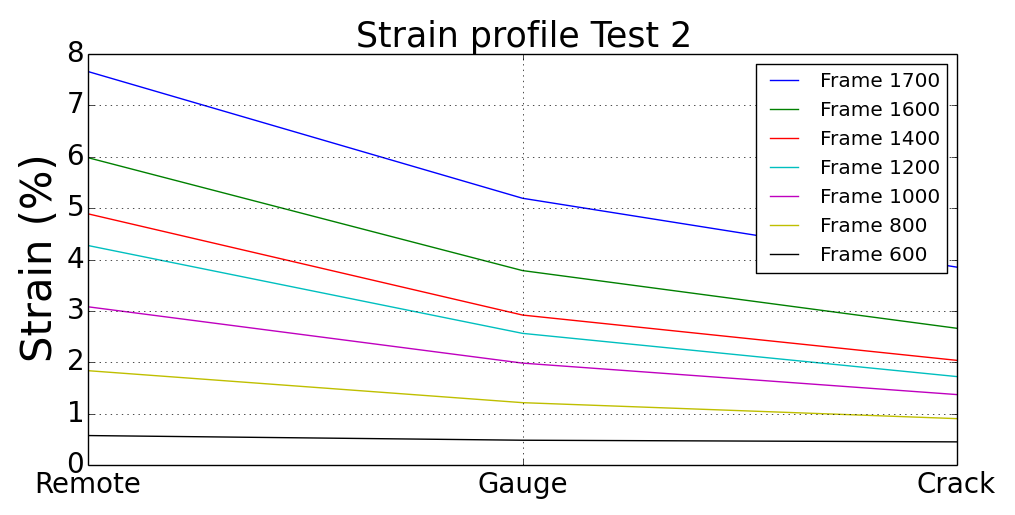 Strain profile Test 2
Strain (%)
8
7
6
5
4
3
2
1
0
Remote
Gauge
Crack
Frame 1700
Frame 1600
Frame 1400
Frame 1200
Frame 1000
Frame 800
Frame 600